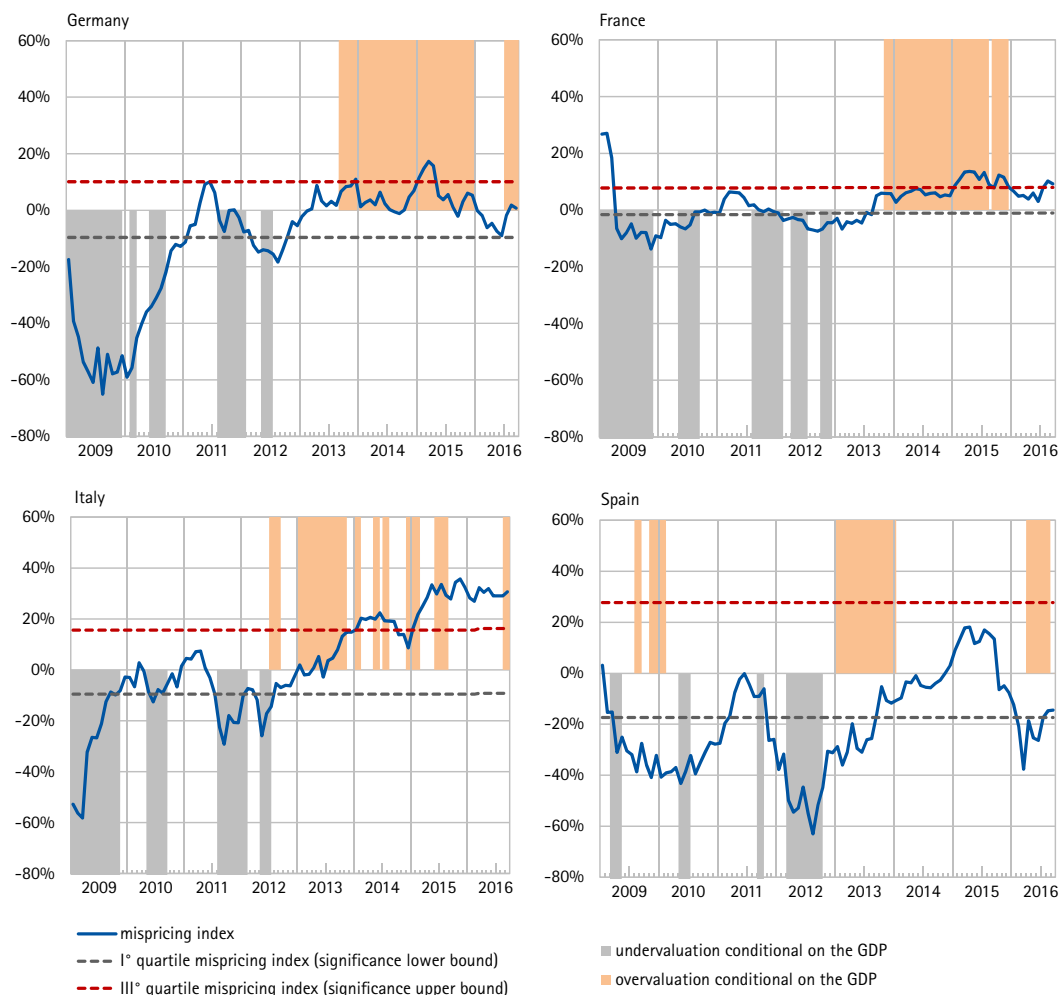 Germany
60%
40%
20%
0%
-20%
-40%
-60%
-80%
2009 2010 2011 2012 2013 2014 2015 2016
France
60%
40%
20%
0%
-20%
-40%
-60%
-80%
2009 2010 2011 2012 2013 2014 2015 2016
Italy
60%
40%
20%
0%
-20%
-40%
-60%
-80%
2009 2010 2011 2012 2013 2014 2015 2016
Spain
60%
40%
20%
0%
-20%
-40%
-60%
-80%
2009 2010 2011 2012 2013 2014 2015 2016
mispricing index
I° quartile mispricing index (significance lower bound)
III° quartile mispricing index (significance upper bound)
undervaluation conditional on the GDP
overvaluation conditional on the GDP